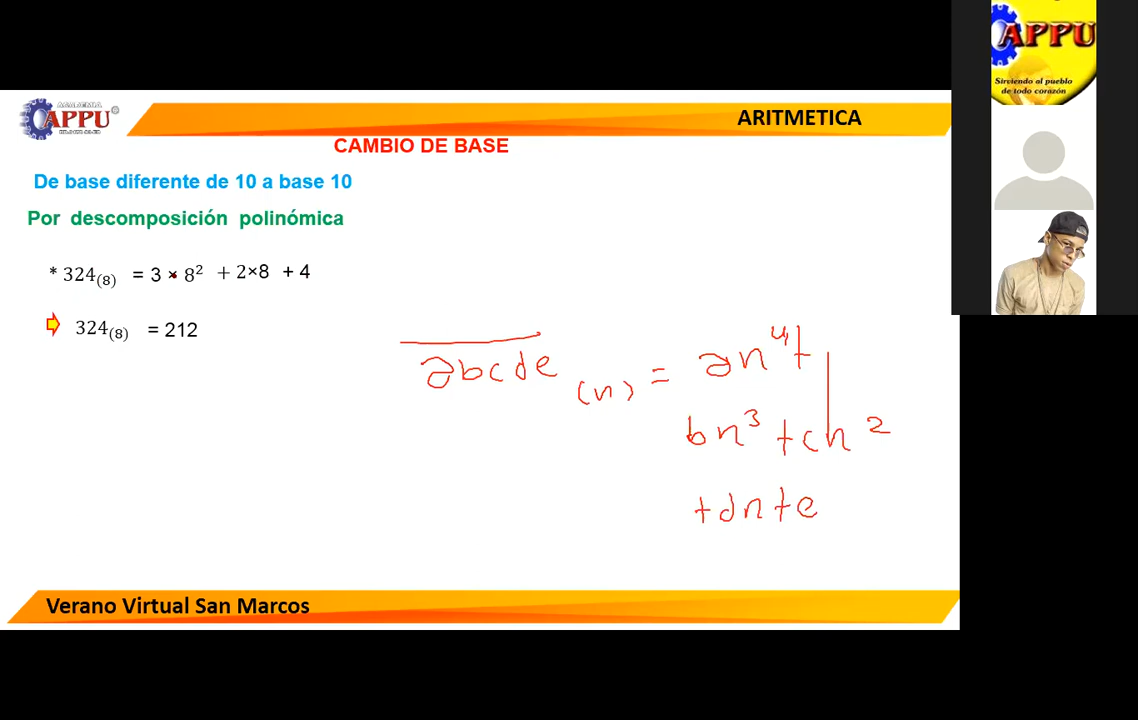 APPU
Sirviendo al pueblo
de todo corazón
ACADEMIA
APPU
ARITMETICA
CAMBIO DE BASE
De base diferente de 10 a base 10
Por descomposición polinómica
* 324(8) = 3 × 8² + 2×8 + 4
324(8) = 212
abcde (n) = an⁴+
bn³ + cn²
+dn+e
Verano Virtual San Marcos